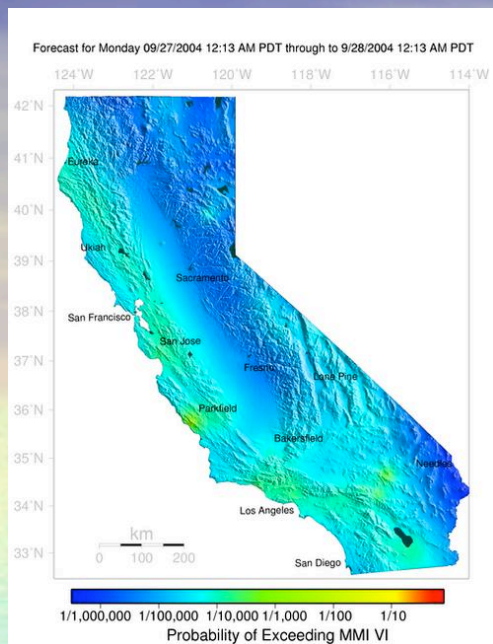 Forecast for Monday 09/27/2004 12:13 AM PDT through to 9/28/2004 12:13 AM PDT
124˚W 122˚W 120˚W 118˚W 116˚W 114˚W
42˚N
41˚N
Eureka
40˚N
Ukiah
39˚N
Sacramento
38˚N
San Francisco
San Jose
37˚N
Fresno
Lone Pine
36˚N
Parkfield
Bakersfield
35˚N
Needles
34˚N
Los Angeles
km
33˚N
0 100 200
San Diego
1/1,000,000 1/100,000 1/10,000 1/1,000 1/100 1/10
Probability of Exceeding MMI VI